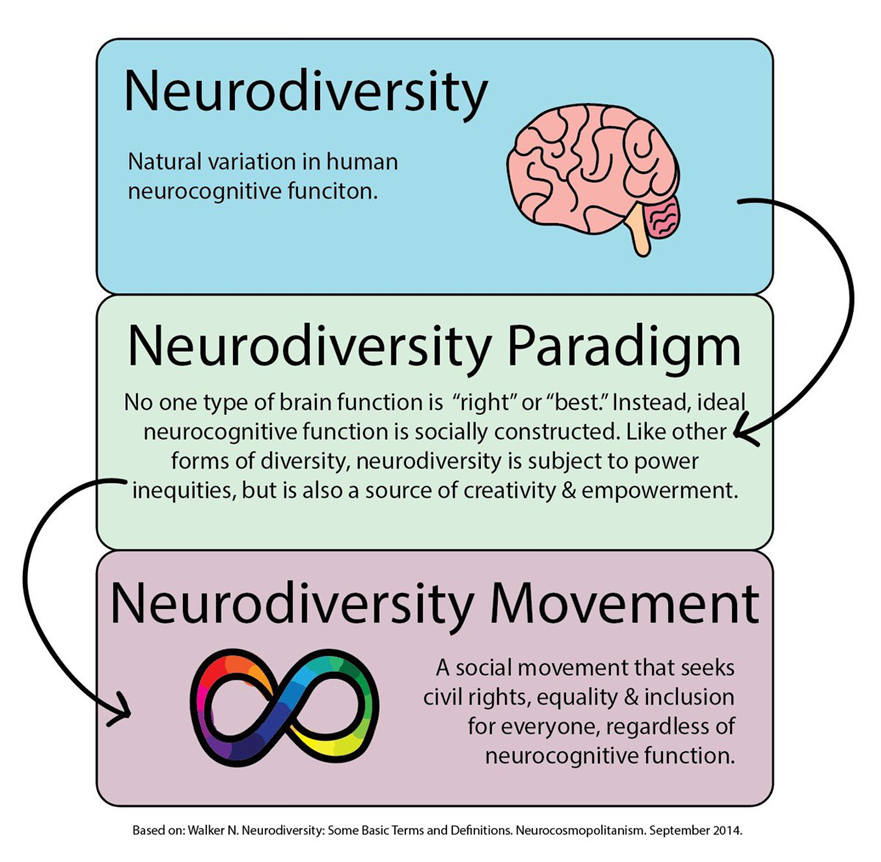 Neurodiversity
Natural variation in human
neurocognitive funciton.
Neurodiversity Paradigm
No one type of brain function is “right” or “best.” Instead, ideal
neurocognitive function is socially constructed. Like other
forms of diversity, neurodiversity is subject to power
inequities, but is also a source of creativity & empowerment.
Neurodiversity Movement
A social movement that seeks
civil rights, equality & inclusion
for everyone, regardless of
neurocognitive function.
Based on: Walker N. Neurodiversity: Some Basic Terms and Definitions. Neurocosmopolitanism. September 2014.